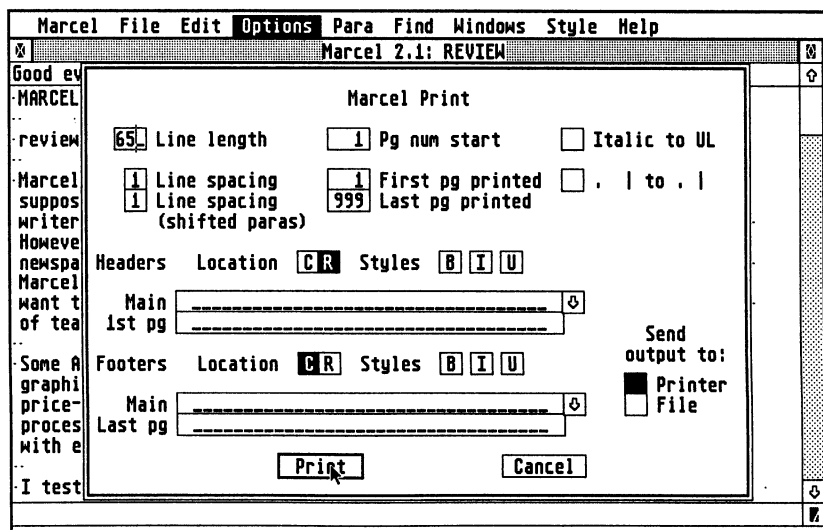 Marcel File Edit Options Para Find Windows Style Help
Marcel 2.1: REVIEW
Good ev
·MARCEL
··
·review
··
·Marcel
suppos
writer
Howeve
newspa
Marcel
want t
of tea
··
·Some A
graphi
price-
proces
with e
··
·I test
Marcel Print
65_ Line length
1 Pg num start
Italic to UL
1 Line spacing
1 First pg printed
. | to . |
1 Line spacing
999 Last pg printed
(shifted paras)
Headers Location C R Styles B I U
Main
1st pg
Footers Location C R Styles B I U
Main
Last pg
Send
output to:
Printer
File
Print
Cancel